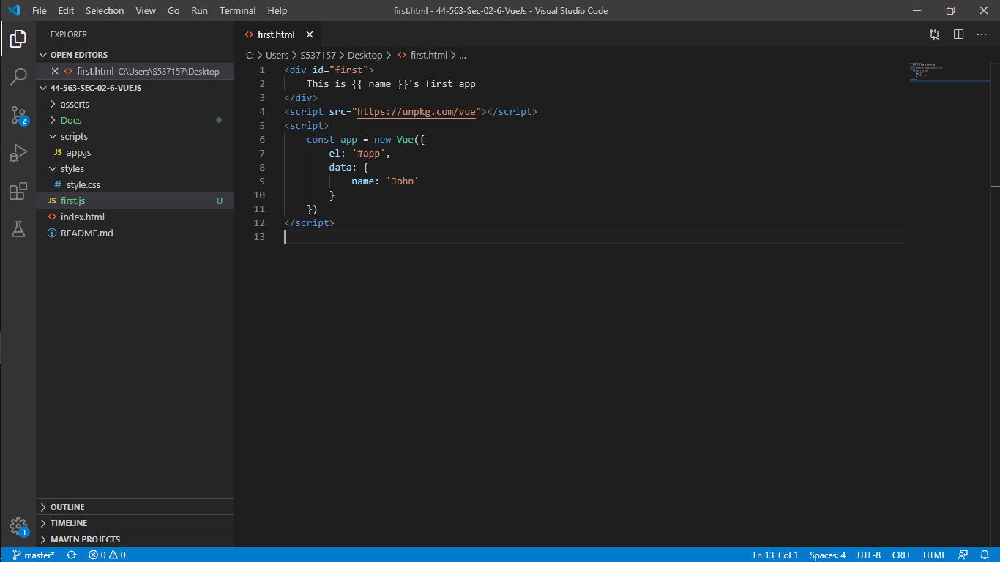 File Edit Selection View Go Run Terminal Help first.html - 44-563-Sec-02-6-VueJs - Visual Studio Code
EXPLORER
OPEN EDITORS
first.html C:\Users\S537157\Desktop
44-563-SEC-02-6-VUEJS
asserts
Docs
scripts
JS app.js
styles
# style.css
JS first.js U
index.html
README.md
OUTLINE
TIMELINE
MAVEN PROJECTS
2
1
first.html
C: > Users > S537157 > Desktop > first.html > ...
1 <div id="first">
2     This is {{ name }}'s first app
3 </div>
4 <script src="https://unpkg.com/vue"></script>
5 <script>
6     const app = new Vue({
7         el: '#app',
8         data: {
9             name: 'John'
10         }
11     })
12 </script>
13
master* 0 0 Ln 13, Col 1 Spaces: 4 UTF-8 CRLF HTML